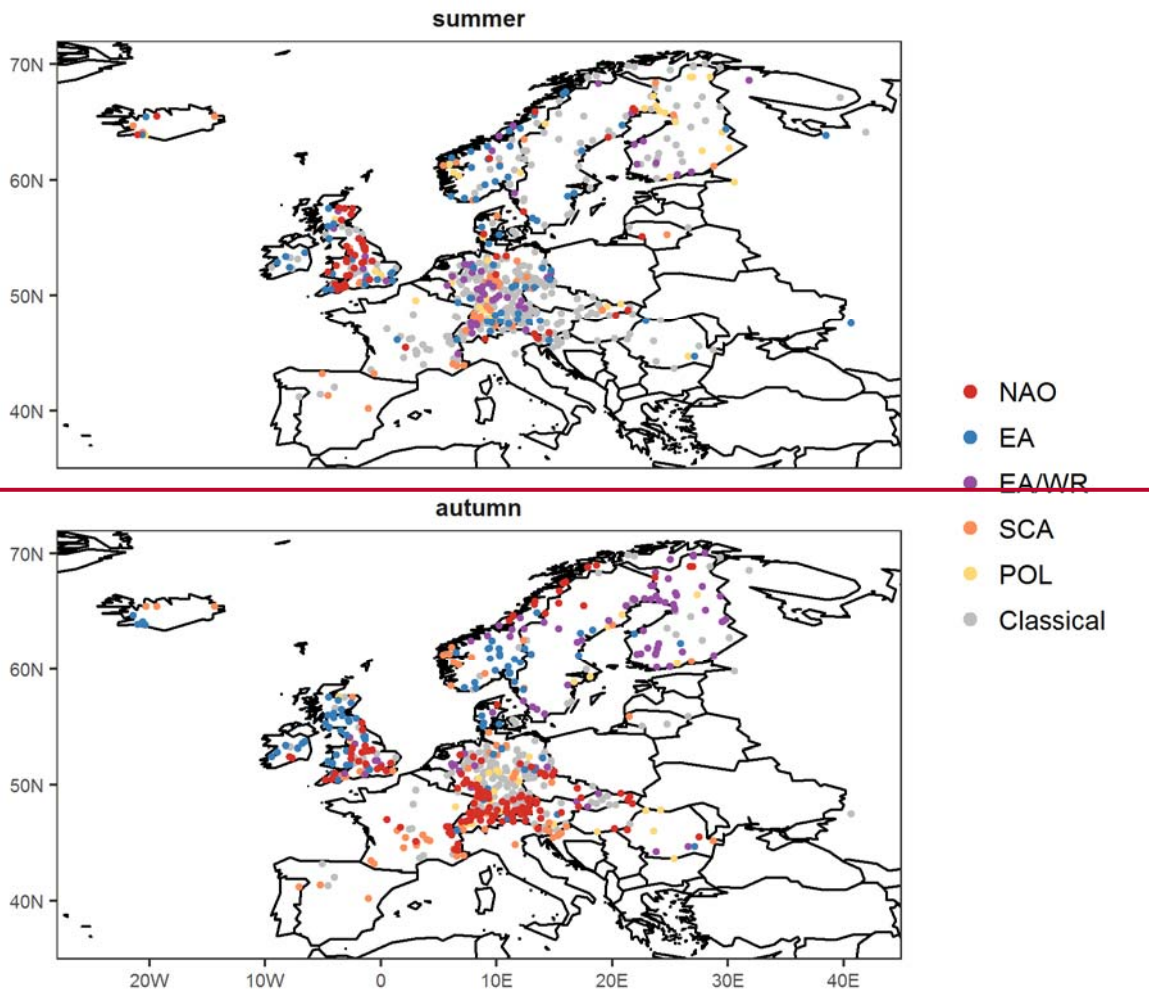 summer
70N
60N
50N
40N
NAO
EA
EA/WR
SCA
POL
Classical
autumn
70N
60N
50N
40N
20W
10W
0
10E
20E
30E
40E